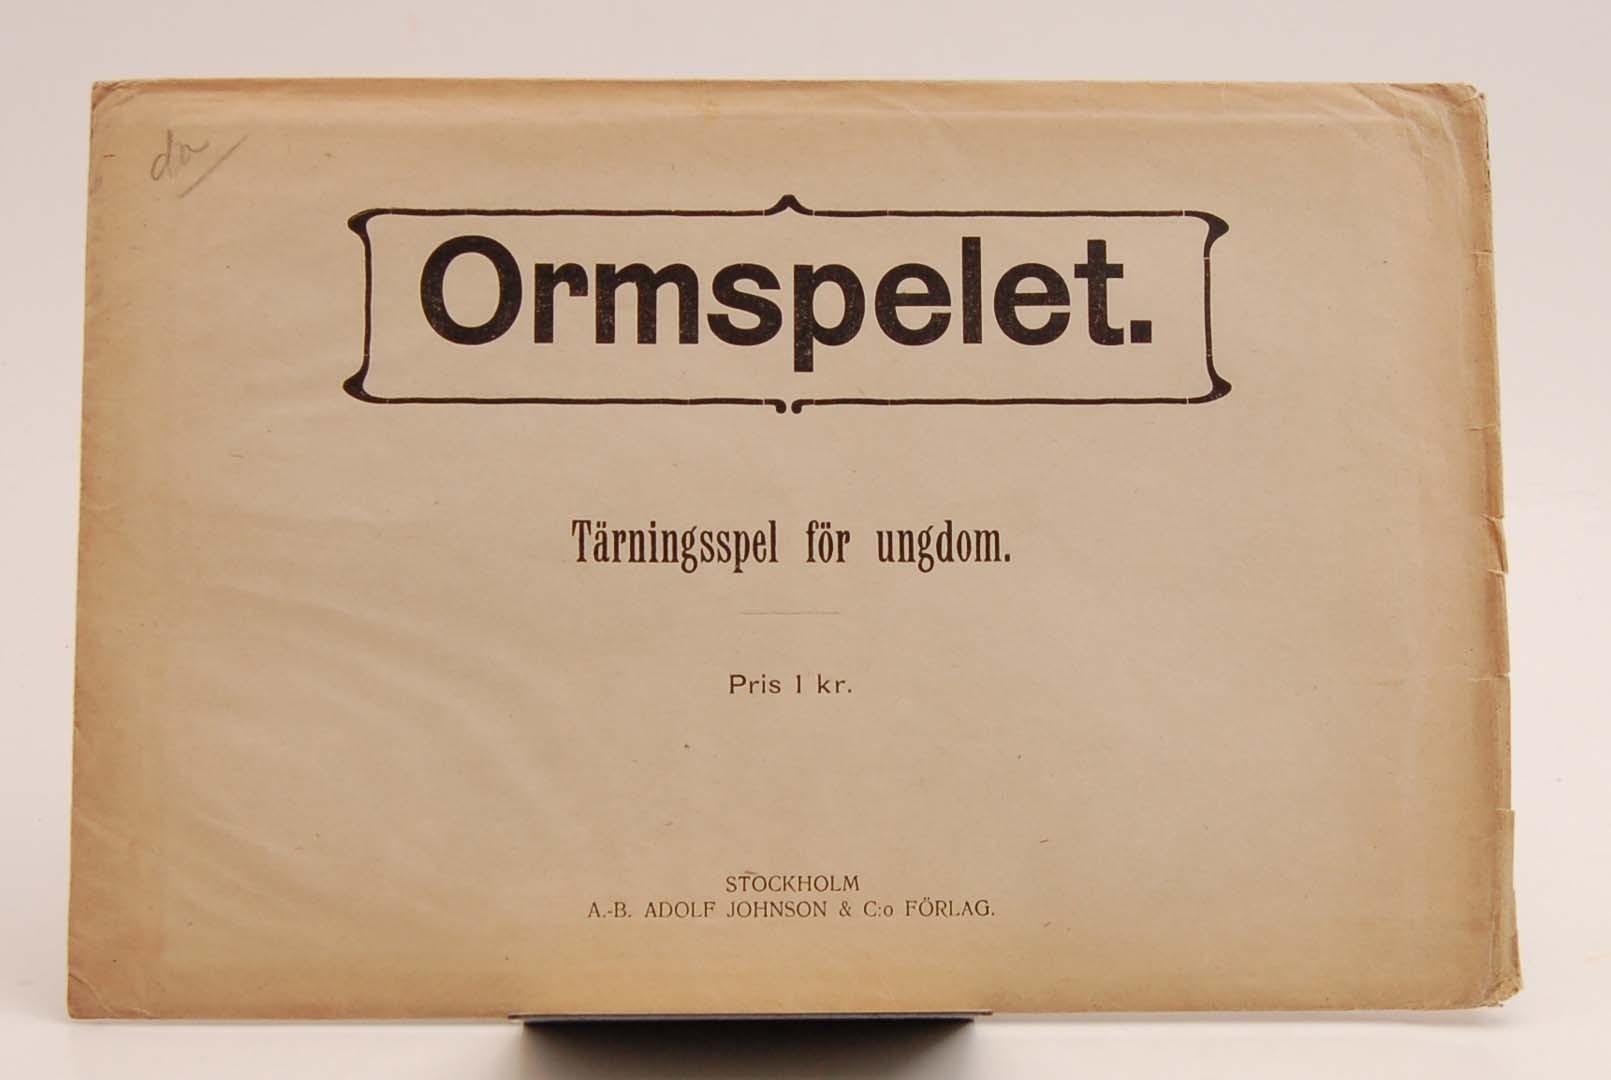 Ormspelet.
Tärningsspel för ungdom.
Pris 1 kr.
STOCKHOLM
A.-B. ADOLF JOHNSON & C:o FÖRLAG.